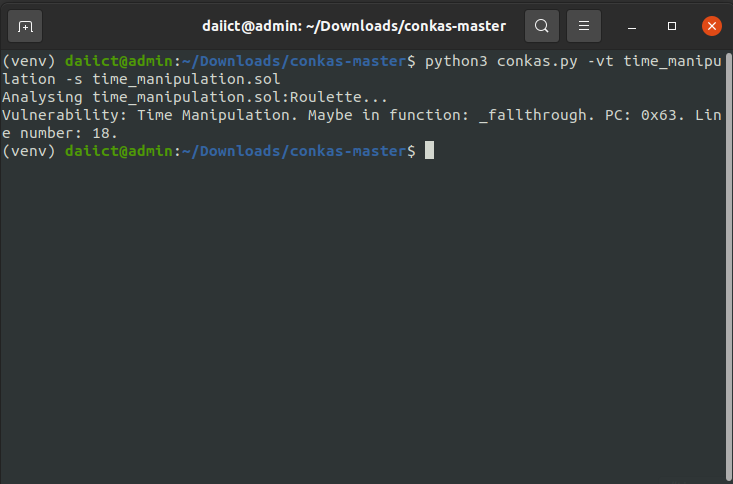 daiict@admin: ~/Downloads/conkas-master
(venv) daiict@admin:~/Downloads/conkas-master$ python3 conkas.py -vt time_manipu
lation -s time_manipulation.sol
Analysing time_manipulation.sol:Roulette...
Vulnerability: Time Manipulation. Maybe in function: _fallthrough. PC: 0x63. Lin
e number: 18.
(venv) daiict@admin:~/Downloads/conkas-master$